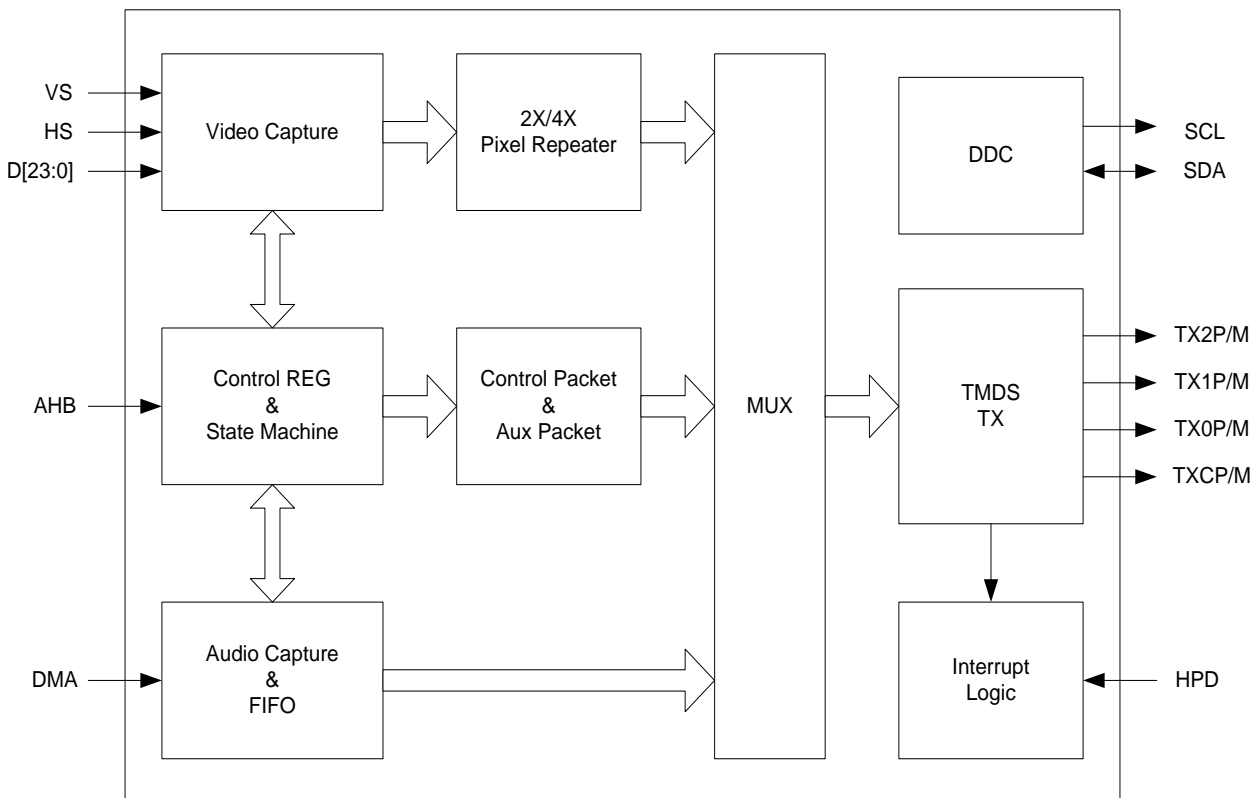 VS
HS
D[23:0]
Video Capture
2X/4X
Pixel Repeater
DDC
SCL
SDA
AHB
Control REG
&
State Machine
Control Packet
&
Aux Packet
MUX
TMDS
TX
TX2P/M
TX1P/M
TX0P/M
TXCP/M
DMA
Audio Capture
&
FIFO
Interrupt
Logic
HPD